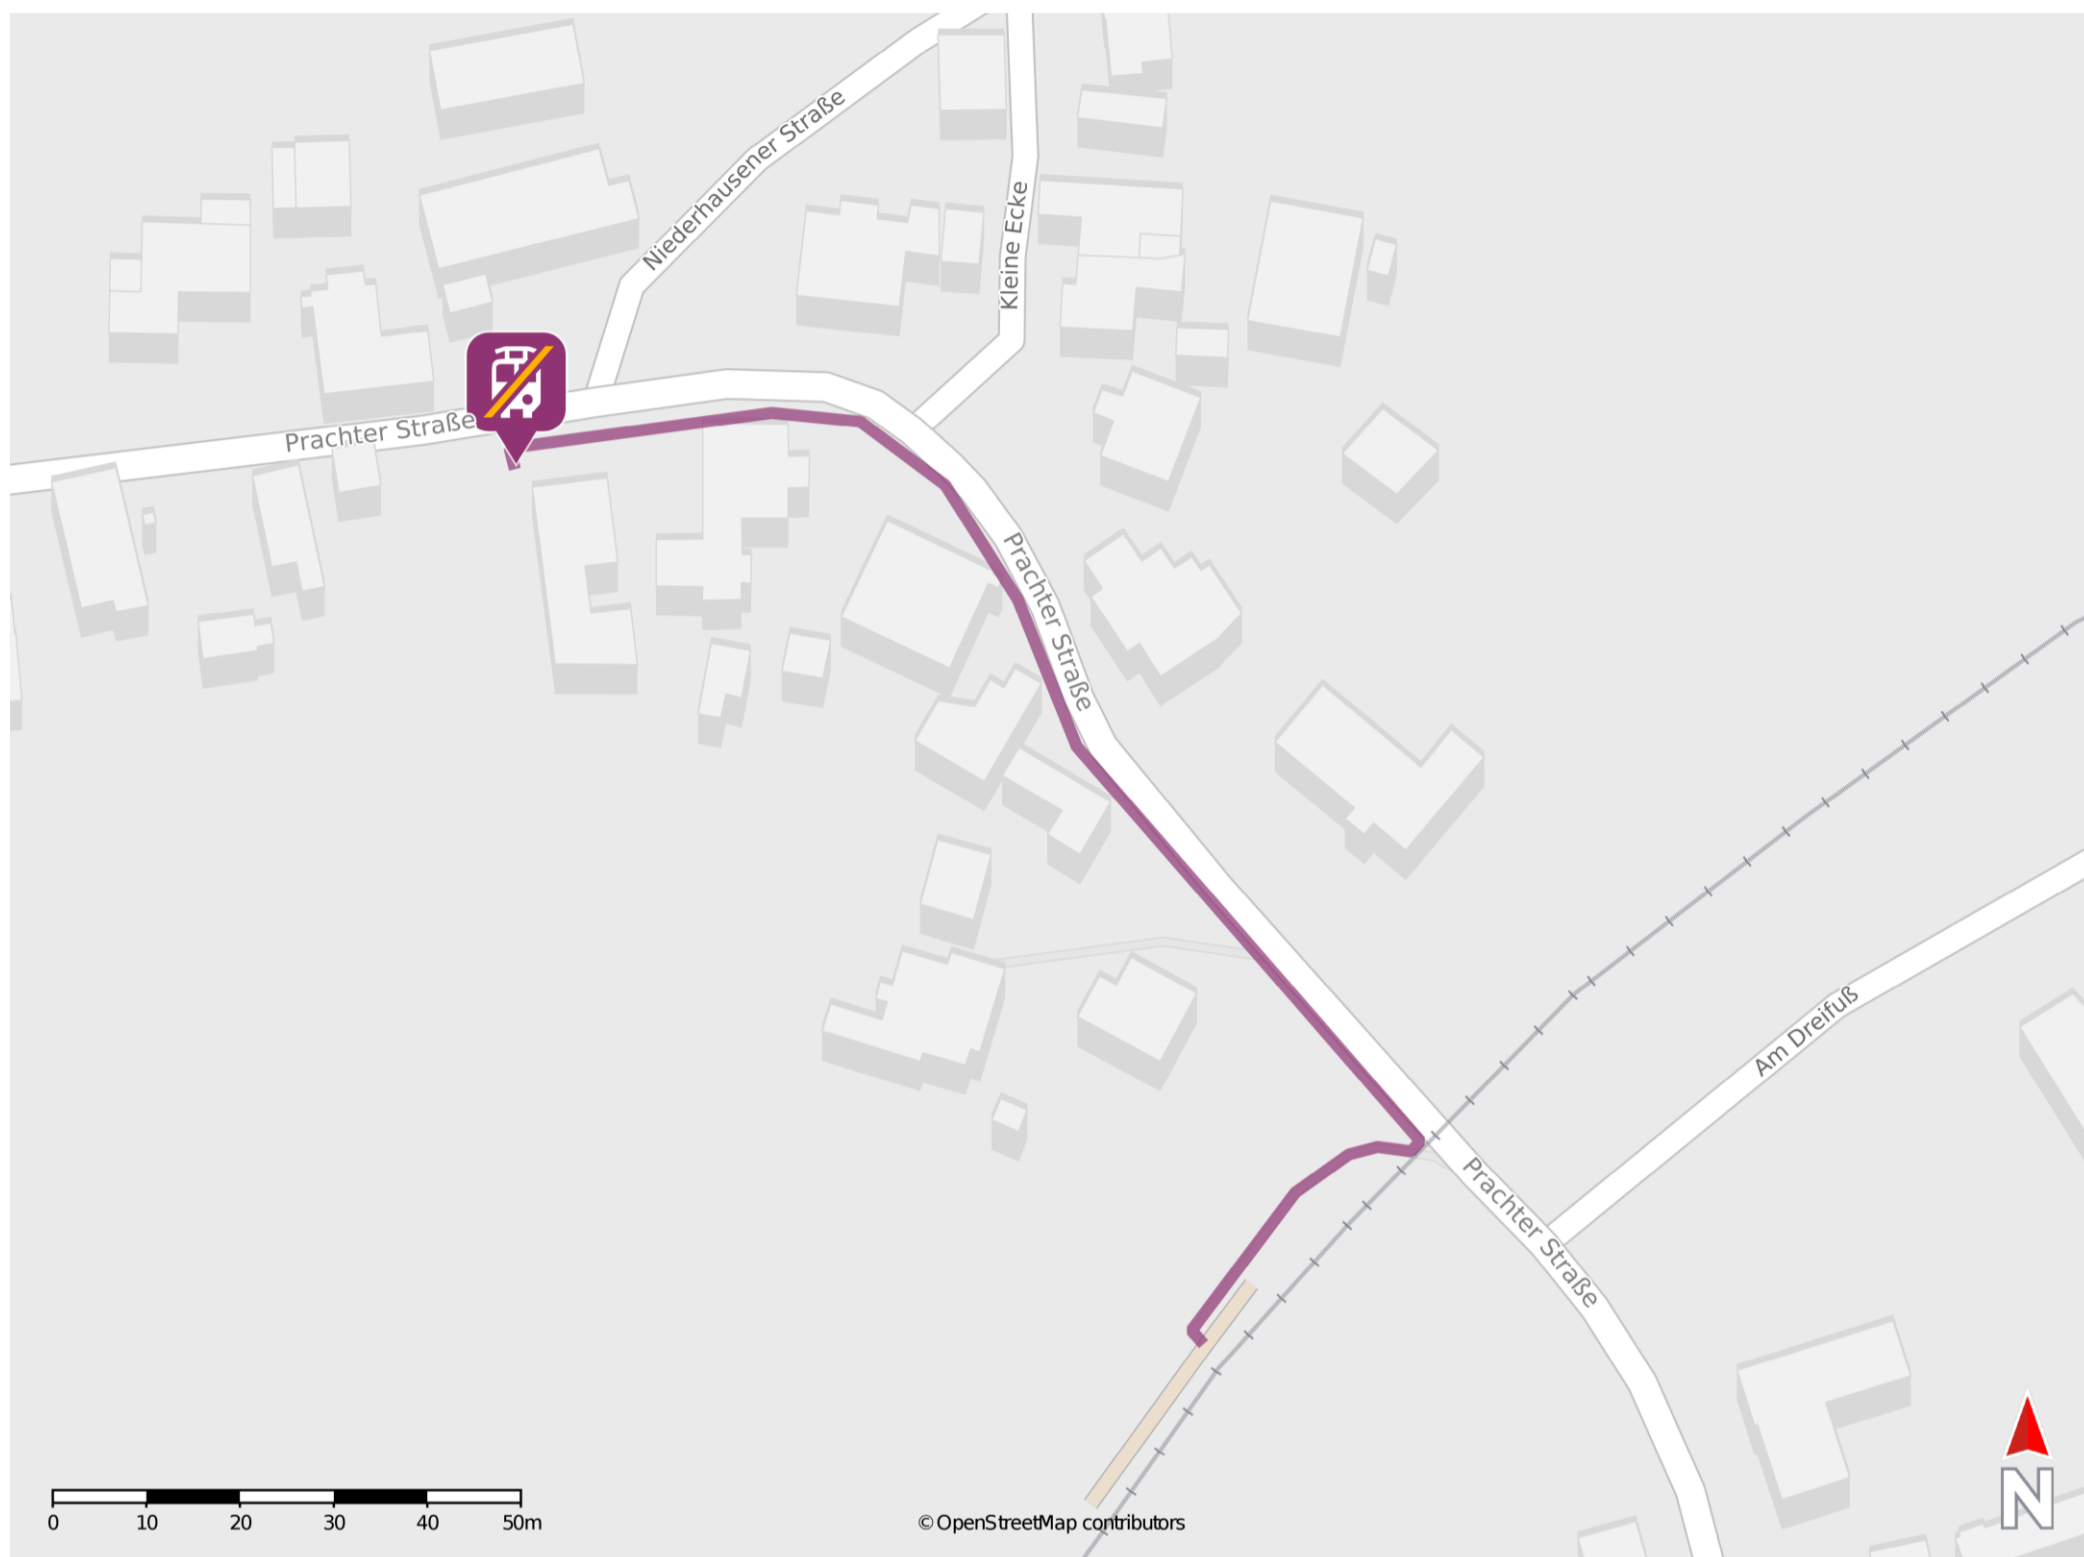 Niederhausener Straße
Kleine Ecke
Prachter Straße
Prachter Straße
Am Dreifuß
Prachter Straße
N
0 10 20 30 40 50m
© OpenStreetMap contributors